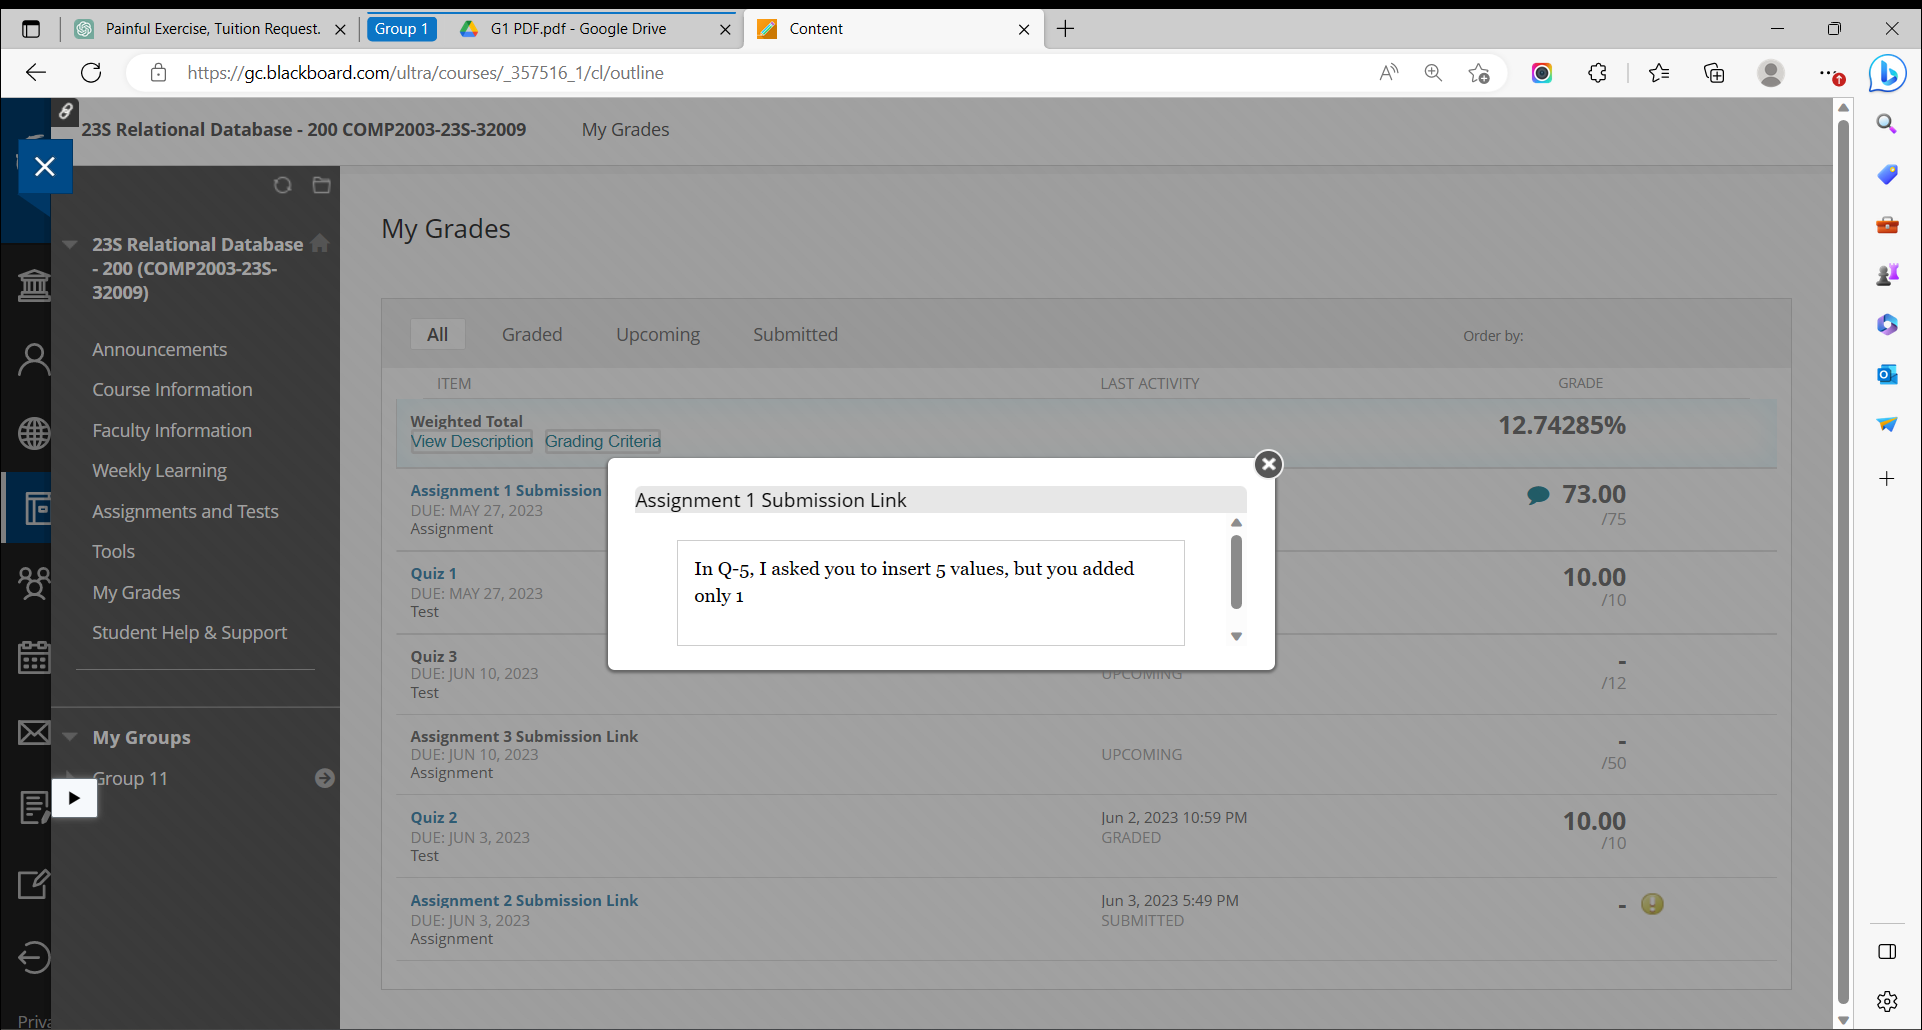 Painful Exercise, Tuition Request.
Group 1
G1 PDF.pdf - Google Drive
Content
https://gc.blackboard.com/ultra/courses/_357516_1/cl/outline
23S Relational Database - 200 COMP2003-23S-32009
My Grades
23S Relational Database
- 200 (COMP2003-23S-
32009)
Announcements
Course Information
Faculty Information
Weekly Learning
Assignments and Tests
Tools
My Grades
Student Help & Support
My Groups
Group 11
Priva
My Grades
All
Graded
Upcoming
Submitted
Order by:
ITEM
LAST ACTIVITY
GRADE
Weighted Total
View Description
Grading Criteria
12.74285%
Assignment 1 Submission
DUE: MAY 27, 2023
Assignment
73.00
/75
Assignment 1 Submission Link
In Q-5, I asked you to insert 5 values, but you added
only 1
Quiz 1
DUE: MAY 27, 2023
Test
10.00
/10
Quiz 3
DUE: JUN 10, 2023
Test
UPCOMING
-
/12
Assignment 3 Submission Link
DUE: JUN 10, 2023
Assignment
UPCOMING
-
/50
Quiz 2
DUE: JUN 3, 2023
Test
Jun 2, 2023 10:59 PM
GRADED
10.00
/10
Assignment 2 Submission Link
DUE: JUN 3, 2023
Assignment
Jun 3, 2023 5:49 PM
SUBMITTED
-